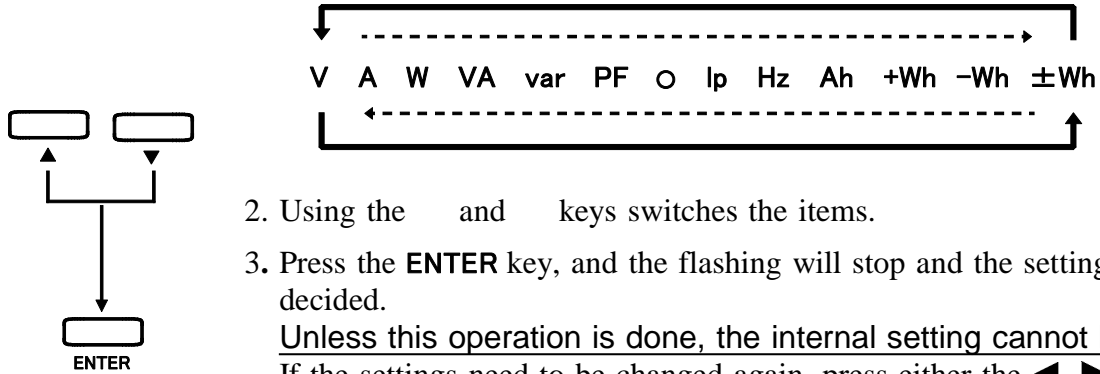 V A W VA var PF ○ Ip Hz Ah +Wh −Wh ±Wh
2. Using the and keys switches the items.
3. Press the ENTER key, and the flashing will stop and the setting
decided.
Unless this operation is done, the internal setting cannot
If the settings need to be changed again, press either the ◀ ▶
ENTER